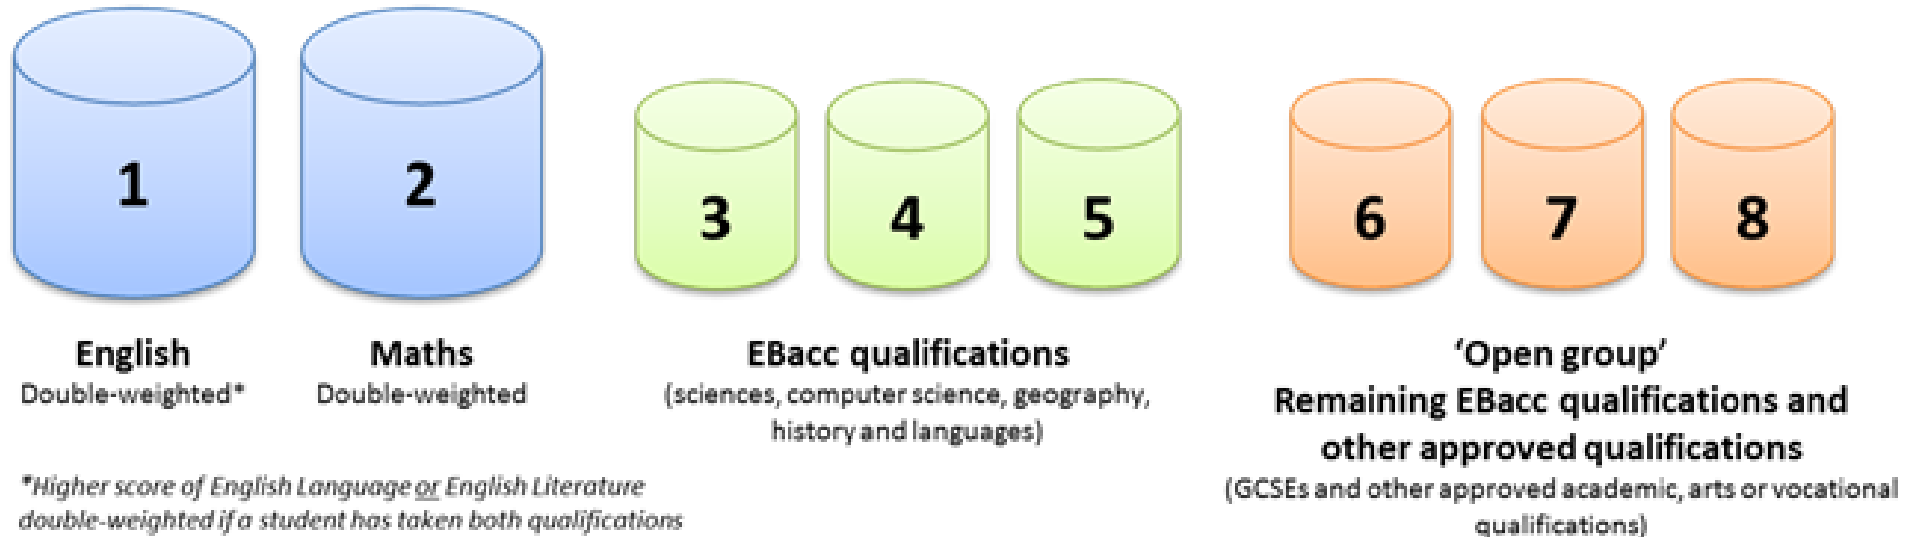 1
2
3
4
5
6
7
8
English
Double-weighted*
Maths
Double-weighted
EBacc qualifications
(sciences, computer science, geography,
history and languages)
‘Open group’
Remaining EBacc qualifications and
other approved qualifications
(GCSEs and other approved academic, arts or vocational
qualifications)
*Higher score of English Language or English Literature
double-weighted if a student has taken both qualifications